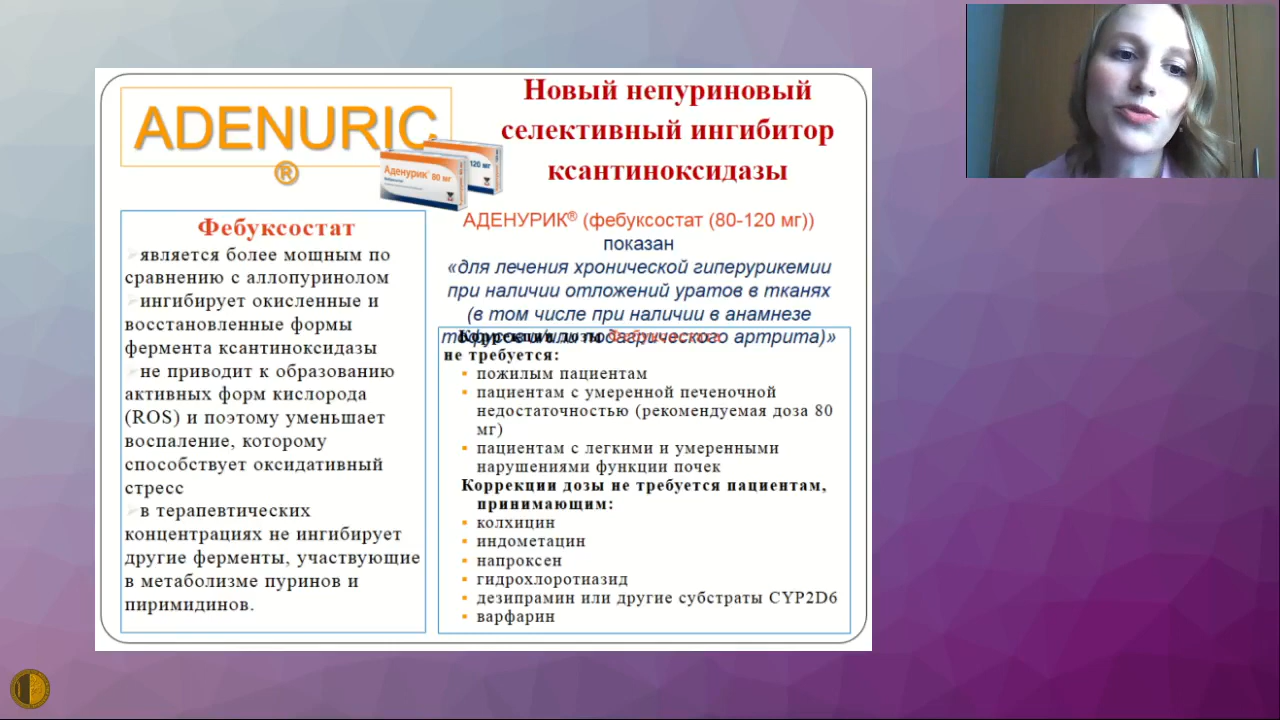 ADENURIC
®
Аденурик® 80 мг
120 мг
Новый непуриновый
селективный ингибитор
ксантиноксидазы
Фебуксостат
является более мощным по
сравнению с аллопуринолом
ингибирует окисленные и
восстановленные формы
фермента ксантиноксидазы
не приводит к образованию
активных форм кислорода
(ROS) и поэтому уменьшает
воспаление, которому
способствует оксидативный
стресс
в терапевтических
концентрациях не ингибирует
другие ферменты, участвующие
в метаболизме пуринов и
пиримидинов.
АДЕНУРИК® (фебуксостат (80-120 мг))
показан
«для лечения хронической гиперурикемии
при наличии отложений уратов в тканях
(в том числе при наличии в анамнезе
тофусов и/или подагрического артрита)»
Коррекции дозы Фебуксостата
не требуется:
▪ пожилым пациентам
▪ пациентам с умеренной печеночной
недостаточностью (рекомендуемая доза 80
мг)
▪ пациентам с легкими и умеренными
нарушениями функции почек
Коррекции дозы не требуется пациентам,
принимающим:
▪ колхицин
▪ индометацин
▪ напроксен
▪ гидрохлоротиазид
▪ дезипрамин или другие субстраты CYP2D6
▪ варфарин